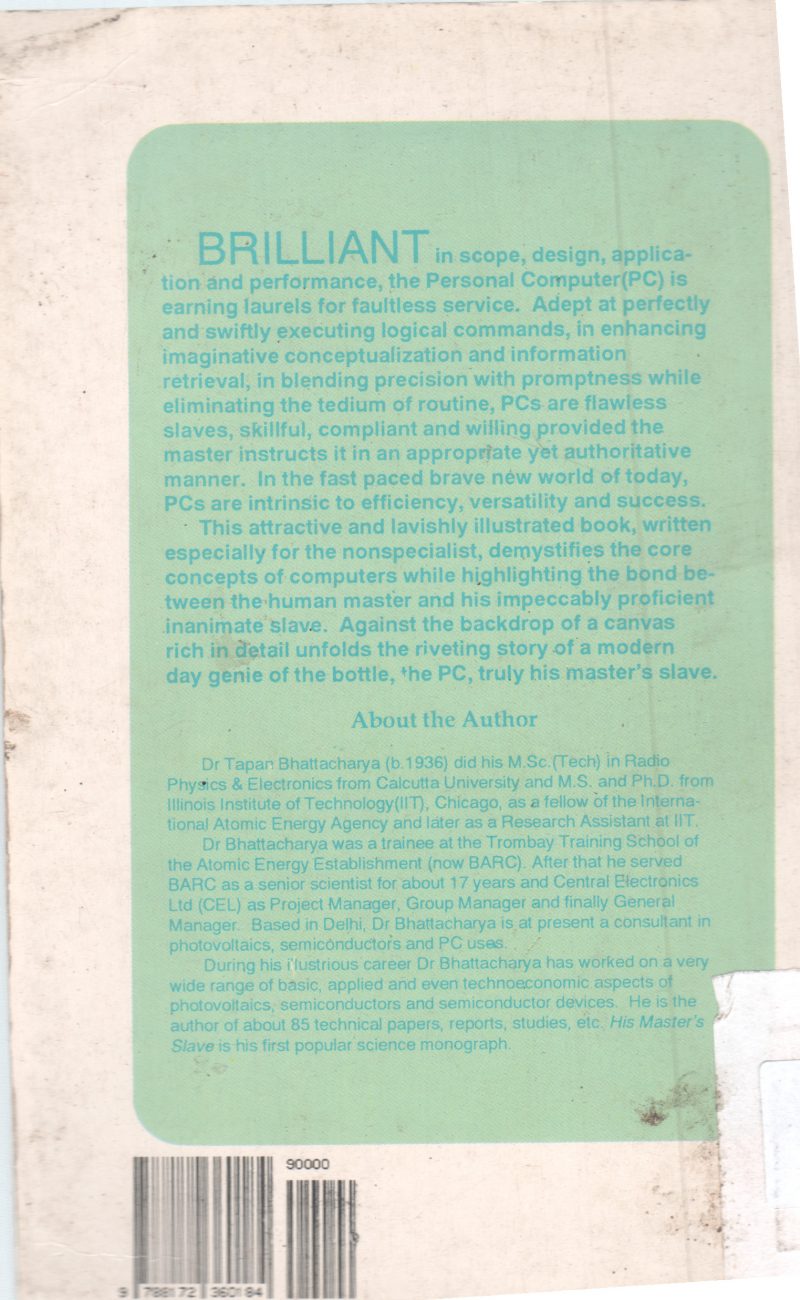 BRILLIANT in scope, design, applica-
tion and performance, the Personal Computer(PC) is
earning laurels for faultless service. Adept at perfectly
and swiftly executing logical commands, in enhancing
imaginative conceptualization and information
retrieval, in blending precision with promptness while
eliminating the tedium of routine, PCs are flawless
slaves, skillful, compliant and willing provided the
master instructs it in an appropriate yet authoritative
manner. In the fast paced brave new world of today,
PCs are intrinsic to efficiency, versatility and success.
This attractive and lavishly illustrated book, written
especially for the nonspecialist, demystifies the core
concepts of computers while highlighting the bond be-
tween the human master and his impeccably proficient
inanimate slave. Against the backdrop of a canvas
rich in detail unfolds the riveting story of a modern
day genie of the bottle, the PC, truly his master's slave.
About the Author
Dr Tapan Bhattacharya (b.1936) did his M.Sc.(Tech) in Radio
Physics & Electronics from Calcutta University and M.S. and Ph.D. from
Illinois Institute of Technology(IIT), Chicago, as a fellow of the Interna-
tional Atomic Energy Agency and later as a Research Assistant at IIT.
Dr Bhattacharya was a trainee at the Trombay Training School of
the Atomic Energy Establishment (now BARC). After that he served
BARC as a senior scientist for about 17 years and Central Electronics
Ltd (CEL) as Project Manager, Group Manager and finally General
Manager. Based in Delhi, Dr Bhattacharya is at present a consultant in
photovoltaics, semiconductors and PC uses.
During his illustrious career Dr Bhattacharya has worked on a very
wide range of basic, applied and even technoeconomic aspects of
photovoltaics, semiconductors and semiconductor devices. He is the
author of about 85 technical papers, reports, studies, etc. His Master's
Slave is his first popular science monograph.
90000
9 788172 360184